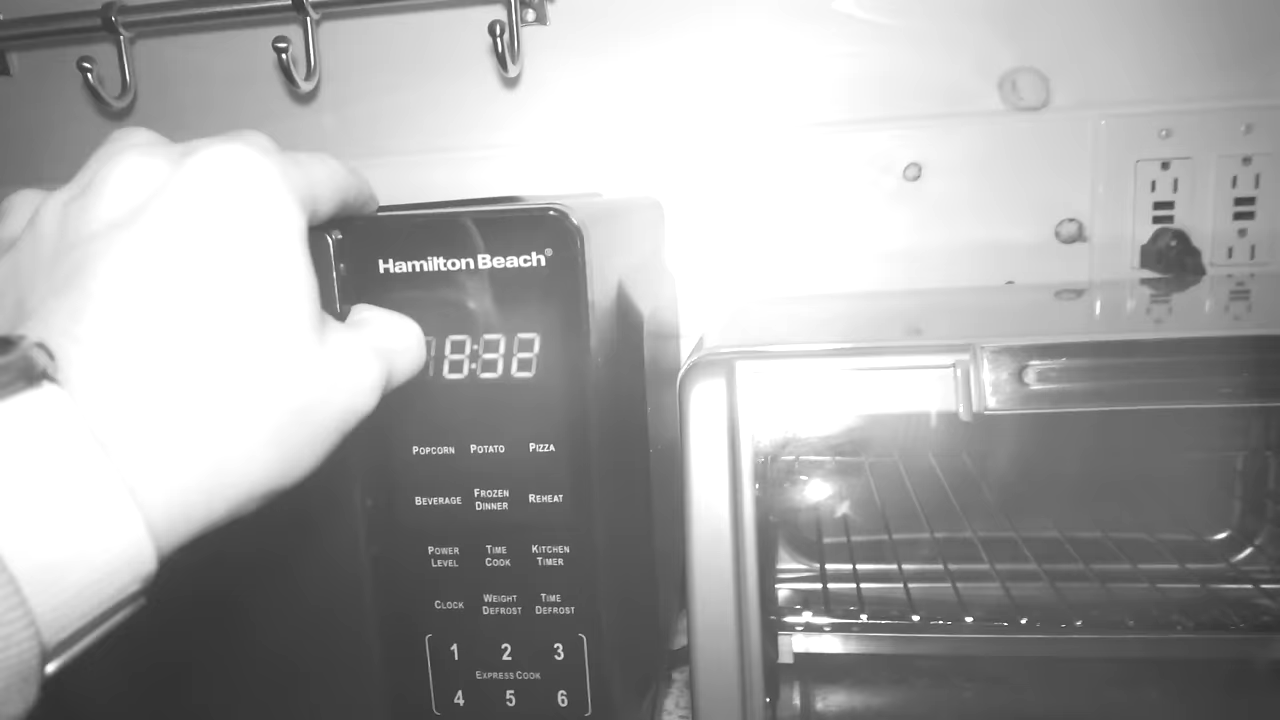 Hamilton Beach®
8:38
POPCORN POTATO PIZZA
BEVERAGE FROZEN DINNER REHEAT
POWER LEVEL TIME COOK KITCHEN TIMER
CLOCK WEIGHT DEFROST TIME DEFROST
1 2 3
EXPRESS COOK
4 5 6